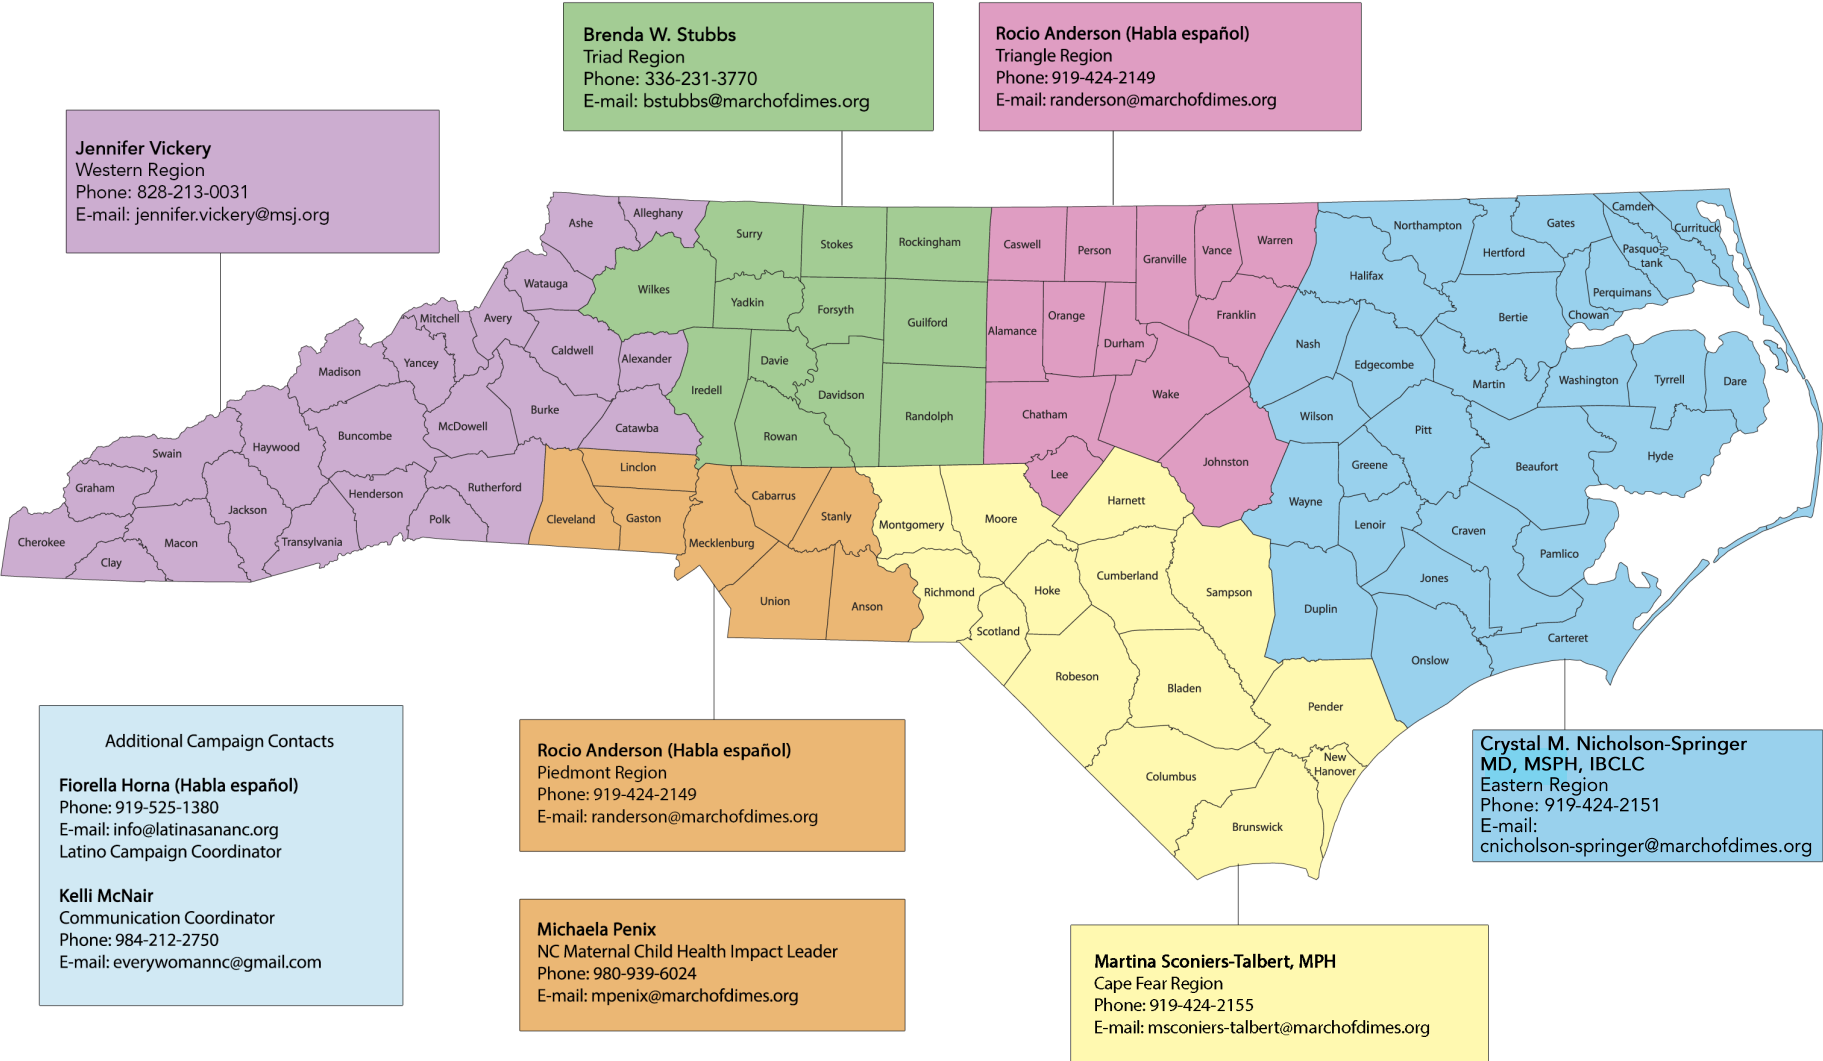 Brenda W. Stubbs
Triad Region
Phone: 336-231-3770
E-mail: bstubbs@marchofdimes.org
Rocio Anderson (Habla español)
Triangle Region
Phone: 919-424-2149
E-mail: randerson@marchofdimes.org
Jennifer Vickery
Western Region
Phone: 828-213-0031
E-mail: jennifer.vickery@msj.org
Ashe
Alleghany
Surry
Stokes
Rockingham
Caswell
Person
Granville
Vance
Warren
Northampton
Gates
Camden
Currituck
Hertford
Pasquo-
tank
Halifax
Perquimans
Chowan
Bertie
Watauga
Wilkes
Yadkin
Forsyth
Guilford
Alamance
Orange
Durham
Franklin
Nash
Edgecombe
Martin
Washington
Tyrrell
Dare
Mitchell
Avery
Caldwell
Alexander
Iredell
Davie
Davidson
Randolph
Chatham
Wake
Wilson
Pitt
Beaufort
Hyde
Madison
Yancey
Burke
McDowell
Catawba
Rowan
Johnston
Greene
Buncombe
Haywood
Swain
Graham
Jackson
Henderson
Rutherford
Polk
Transylvania
Cherokee
Clay
Macon
Linclon
Cleveland
Gaston
Mecklenburg
Cabarrus
Stanly
Union
Anson
Montgomery
Moore
Lee
Harnett
Wayne
Lenoir
Craven
Pamlico
Jones
Richmond
Hoke
Cumberland
Sampson
Duplin
Scotland
Robeson
Bladen
Onslow
Carteret
Pender
Columbus
New
Hanover
Brunswick
Additional Campaign Contacts
Fiorella Horna (Habla español)
Phone: 919-525-1380
E-mail: info@latinasananc.org
Latino Campaign Coordinator
Kelli McNair
Communication Coordinator
Phone: 984-212-2750
E-mail: everywomannc@gmail.com
Rocio Anderson (Habla español)
Piedmont Region
Phone: 919-424-2149
E-mail: randerson@marchofdimes.org
Michaela Penix
NC Maternal Child Health Impact Leader
Phone: 980-939-6024
E-mail: mpenix@marchofdimes.org
Crystal M. Nicholson-Springer
MD, MSPH, IBCLC
Eastern Region
Phone: 919-424-2151
E-mail:
cnicholson-springer@marchofdimes.org
Martina Sconiers-Talbert, MPH
Cape Fear Region
Phone: 919-424-2155
E-mail: msconiers-talbert@marchofdimes.org